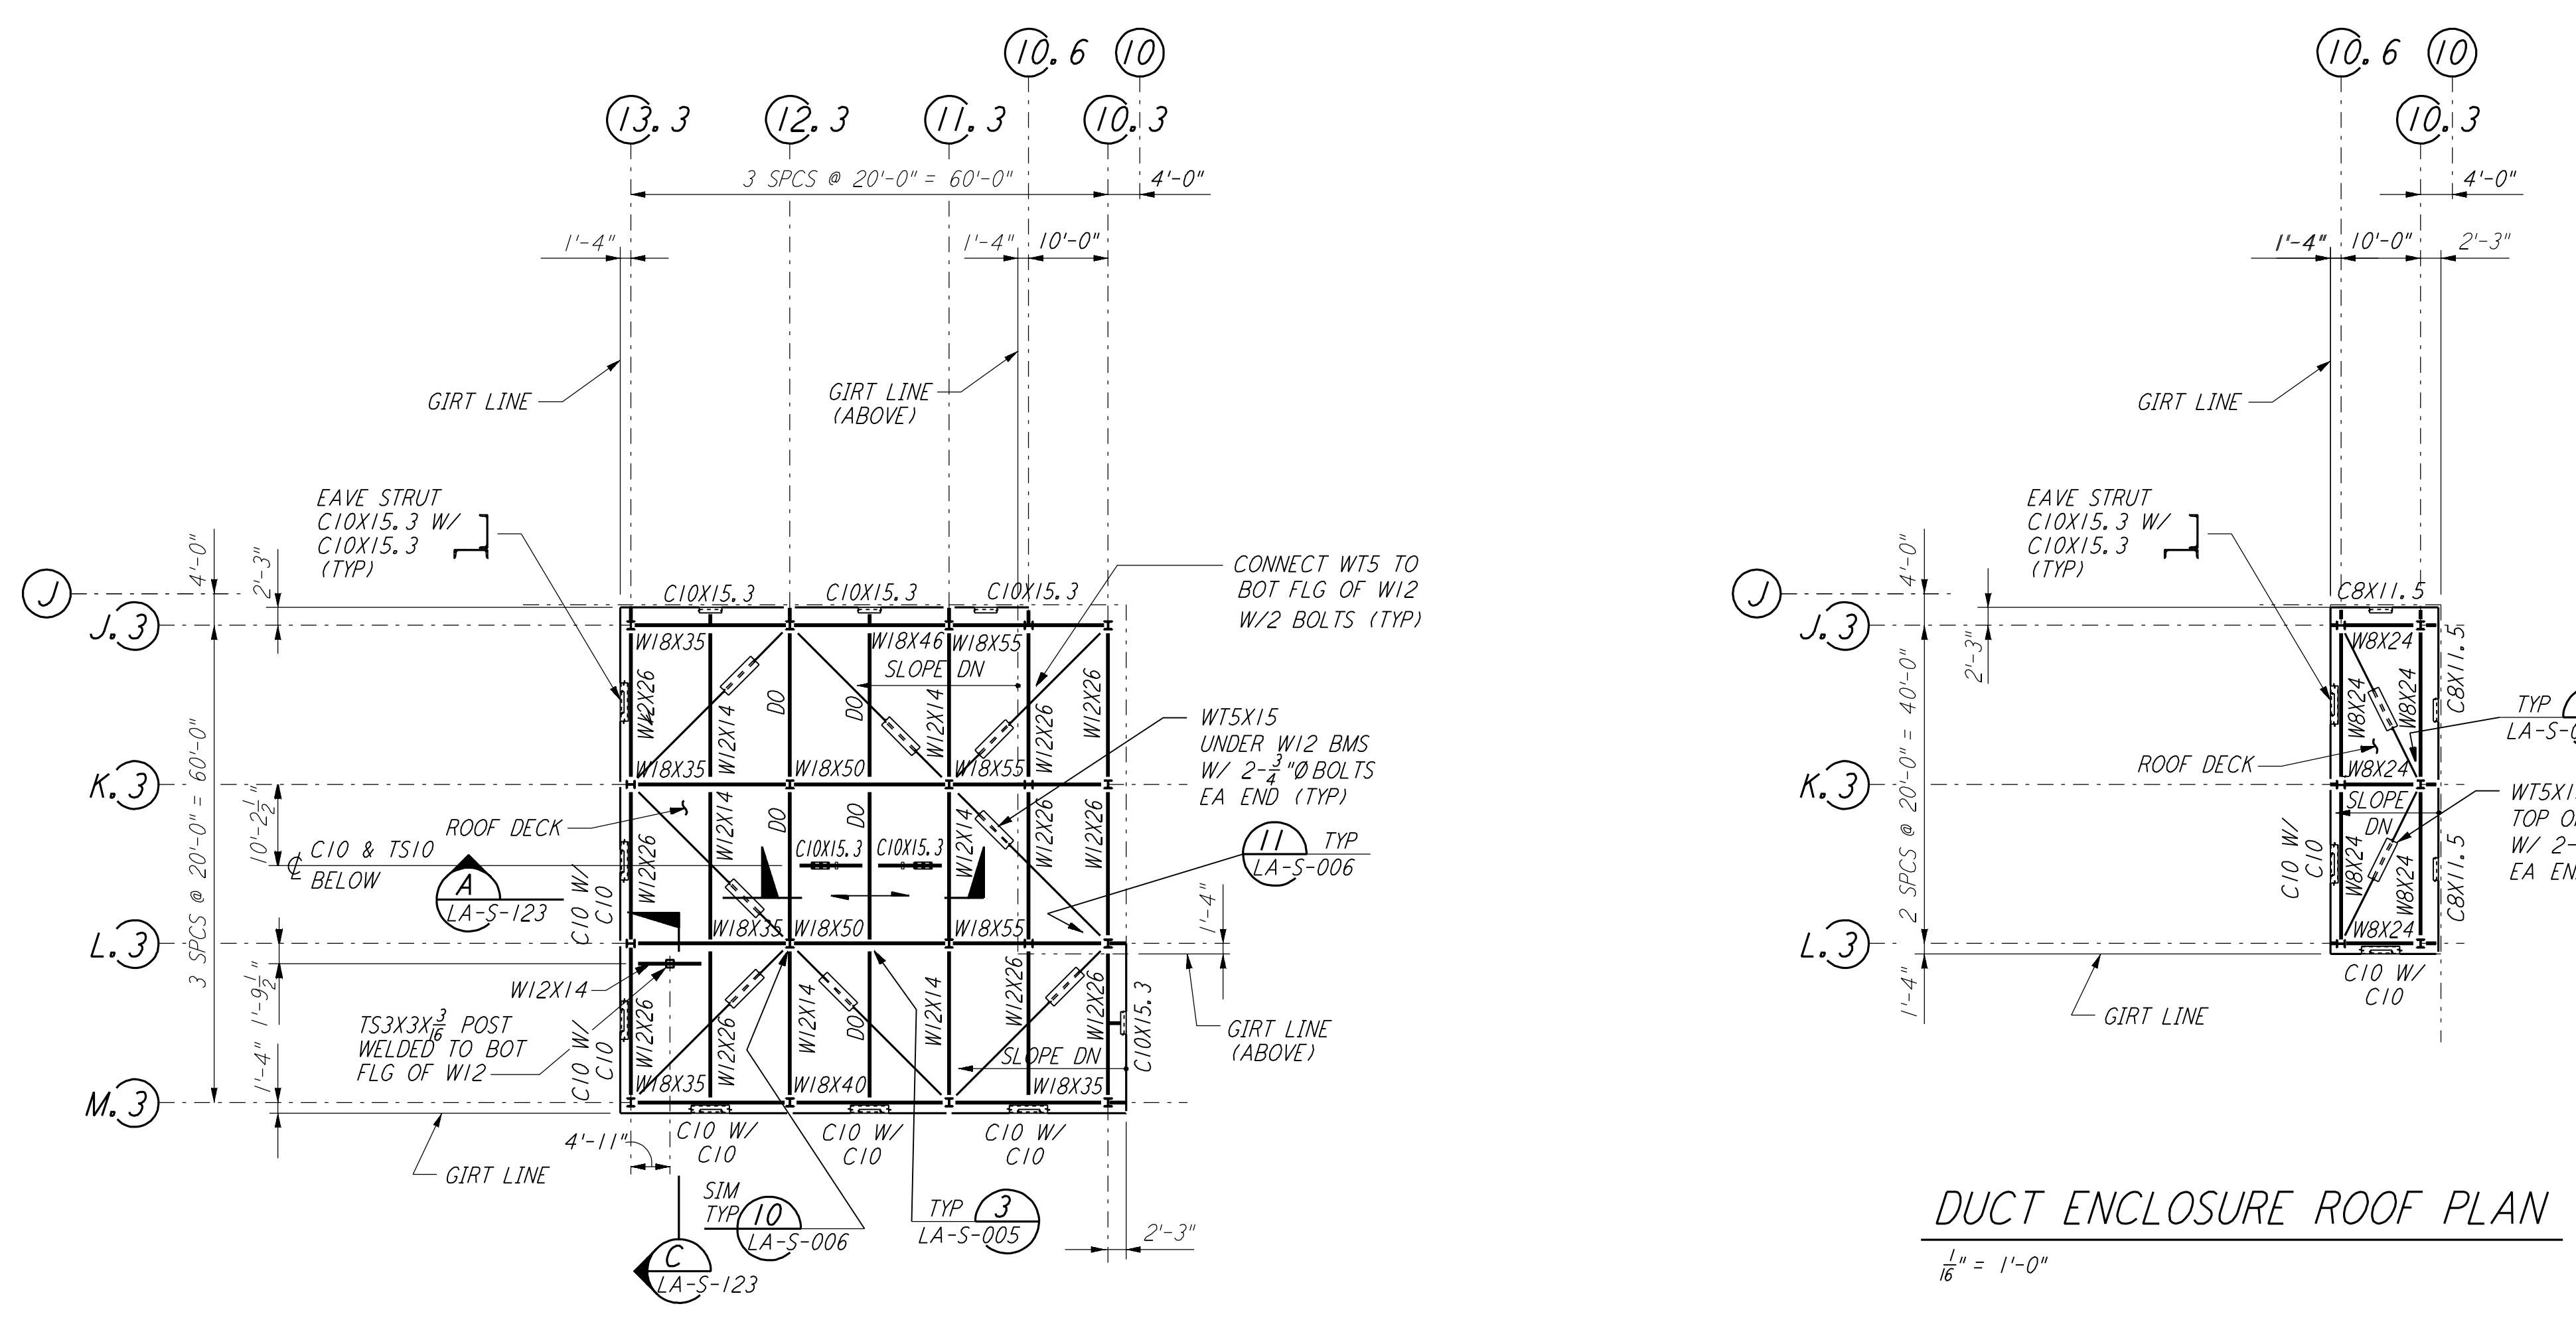 10.6 10
13.3 12.3 11.3 10.3
3 SPCS @ 20'-0" = 60'-0"
4'-0"
1'-4"
1'-4"
10'-0"
GIRT LINE
GIRT LINE
(ABOVE)
EAVE STRUT
C10X15.3 W/
C10X15.3
(TYP)
4'-0"
2'-3"
J
J.3
K.3
L.3
M.3
3 SPCS @ 20'-0" = 60'-0"
10'-2 1/2"
1'-9 1/2"
1'-4"
C10X15.3
C10X15.3
C10X15.3
CONNECT WT5 TO
BOT FLG OF W12
W/2 BOLTS (TYP)
W18X35
W18X46
W18X55
SLOPE DN
W12X26
W12X14
DO
DO
W12X14
W12X26
W12X26
W18X35
W18X50
W18X55
WT5X15
UNDER W12 BMS
W/ 2-3/4"Ø BOLTS
EA END (TYP)
ROOF DECK
C10 & TS10
BELOW
A
LA-S-123
W12X26
W12X14
DO
DO
C10X15.3
C10X15.3
W12X14
W12X26
W12X26
11
TYP
LA-S-006
C10 W/
C10
W18X35
W18X50
W18X55
1'-4"
W12X14
TS3X3X3/16 POST
WELDED TO BOT
FLG OF W12
C10 W/
C10
W12X26
W12X26
W12X14
DO
W12X14
W12X26
W12X26
C10X15.3
SLOPE DN
W18X35
W18X40
W18X35
GIRT LINE
(ABOVE)
C10 W/
C10
C10 W/
C10
C10 W/
C10
4'-11"
GIRT LINE
SIM
TYP
10
LA-S-006
TYP
3
LA-S-005
2'-3"
C
LA-S-123
10.6 10
10.3
4'-0"
1'-4"
10'-0"
2'-3"
GIRT LINE
EAVE STRUT
C10X15.3 W/
C10X15.3
(TYP)
4'-0"
2'-3"
J
J.3
K.3
L.3
2 SPCS @ 20'-0" = 40'-0"
1'-4"
C8X11.5
W8X24
W8X24
W8X24
C8X11.5
TYP
ROOF DECK
W8X24
SLOPE
DN
TOP
W/ 2-
C10 W/
C10
W8X24
W8X24
C8X11.5
W8X24
C10 W/
C10
GIRT LINE
DUCT ENCLOSURE ROOF PLAN
1/16" = 1'-0"